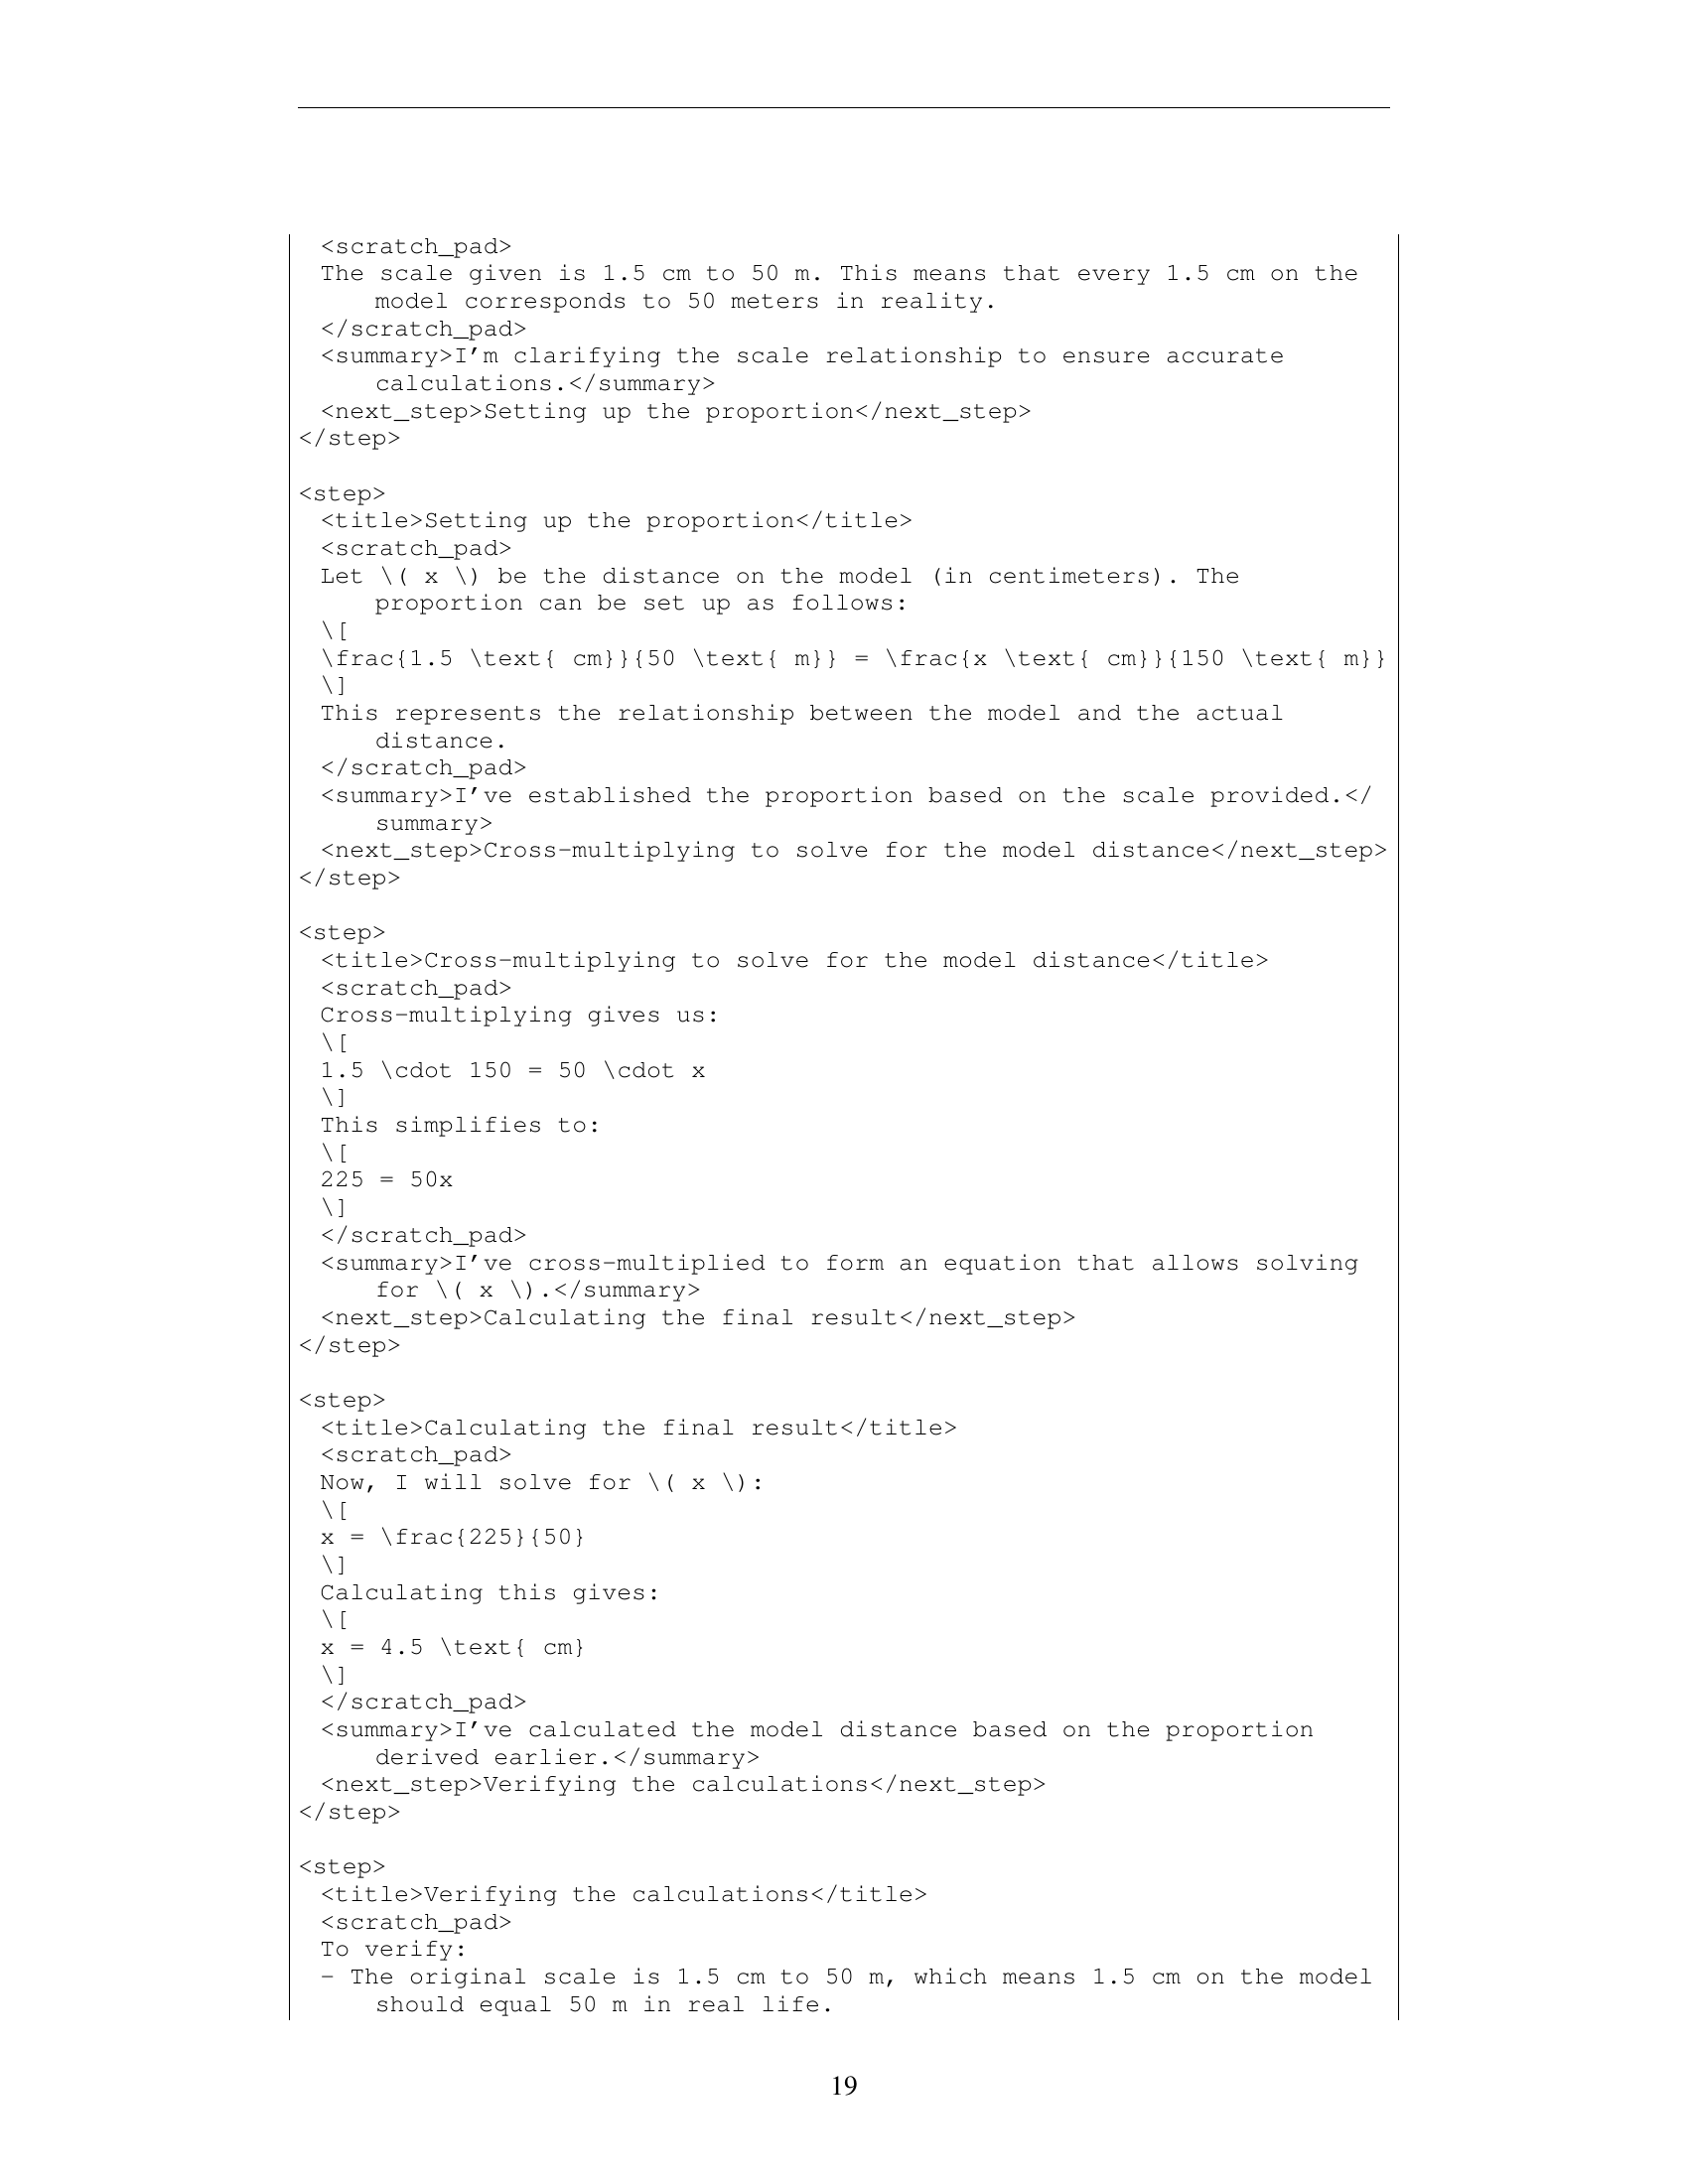 <scratch_pad>
The scale given is 1.5 cm to 50 m. This means that every 1.5 cm on the
model corresponds to 50 meters in reality.
</scratch_pad>
<summary>I'm clarifying the scale relationship to ensure accurate
calculations.</summary>
<next_step>Setting up the proportion</next_step>
</step>
<step>
<title>Setting up the proportion</title>
<scratch_pad>
Let \( x \) be the distance on the model (in centimeters). The
proportion can be set up as follows:
\[
\frac{1.5 \text{ cm}}{50 \text{ m}} = \frac{x \text{ cm}}{150 \text{ m}}
\]
This represents the relationship between the model and the actual
distance.
</scratch_pad>
<summary>I've established the proportion based on the scale provided.</
summary>
<next_step>Cross-multiplying to solve for the model distance</next_step>
</step>
<step>
<title>Cross-multiplying to solve for the model distance</title>
<scratch_pad>
Cross-multiplying gives us:
\[
1.5 \cdot 150 = 50 \cdot x
\]
This simplifies to:
\[
225 = 50x
\]
</scratch_pad>
<summary>I've cross-multiplied to form an equation that allows solving
for \( x \).</summary>
<next_step>Calculating the final result</next_step>
</step>
<step>
<title>Calculating the final result</title>
<scratch_pad>
Now, I will solve for \( x \):
\[
x = \frac{225}{50}
\]
Calculating this gives:
\[
x = 4.5 \text{ cm}
\]
</scratch_pad>
<summary>I've calculated the model distance based on the proportion
derived earlier.</summary>
<next_step>Verifying the calculations</next_step>
</step>
<step>
<title>Verifying the calculations</title>
<scratch_pad>
To verify:
- The original scale is 1.5 cm to 50 m, which means 1.5 cm on the model
should equal 50 m in real life.
19